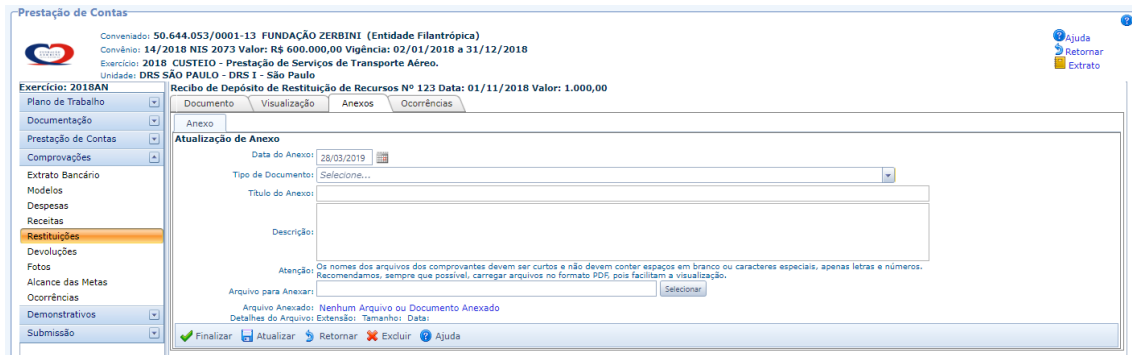 Prestação de Contas
Conveniado: 50.644.053/0001-13 FUNDAÇÃO ZERBINI (Entidade Filantrópica)
Convênio: 14/2018 NIS 2073 Valor: R$ 600.000,00 Vigência: 02/01/2018 a 31/12/2018
Exercício: 2018 CUSTEIO - Prestação de Serviços de Transporte Aéreo.
Unidade: DRS SÃO PAULO - DRS I - São Paulo
Ajuda
Retornar
Extrato
Exercício: 2018AN
Plano de Trabalho
Documentação
Prestação de Contas
Comprovações
Extrato Bancário
Modelos
Despesas
Receitas
Restituições
Devoluções
Fotos
Alcance das Metas
Ocorrências
Demonstrativos
Submissão
Recibo de Depósito de Restituição de Recursos Nº 123 Data: 01/11/2018 Valor: 1.000,00
Documento Visualização Anexos Ocorrências
Anexo
Atualização de Anexo
Data do Anexo: 28/03/2019
Tipo de Documento: Selecione...
Título do Anexo:
Descrição:
Atenção: Os nomes dos arquivos dos comprovantes devem ser curtos e não devem conter espaços em branco ou caracteres especiais, apenas letras e números.
Recomendamos, sempre que possível, carregar arquivos no formato PDF, pois facilitam a visualização.
Arquivo para Anexar: Selecionar
Arquivo Anexado: Nenhum Arquivo ou Documento Anexado
Detalhes do Arquivo: Extensão: Tamanho: Data:
Finalizar Atualizar Retornar Excluir Ajuda